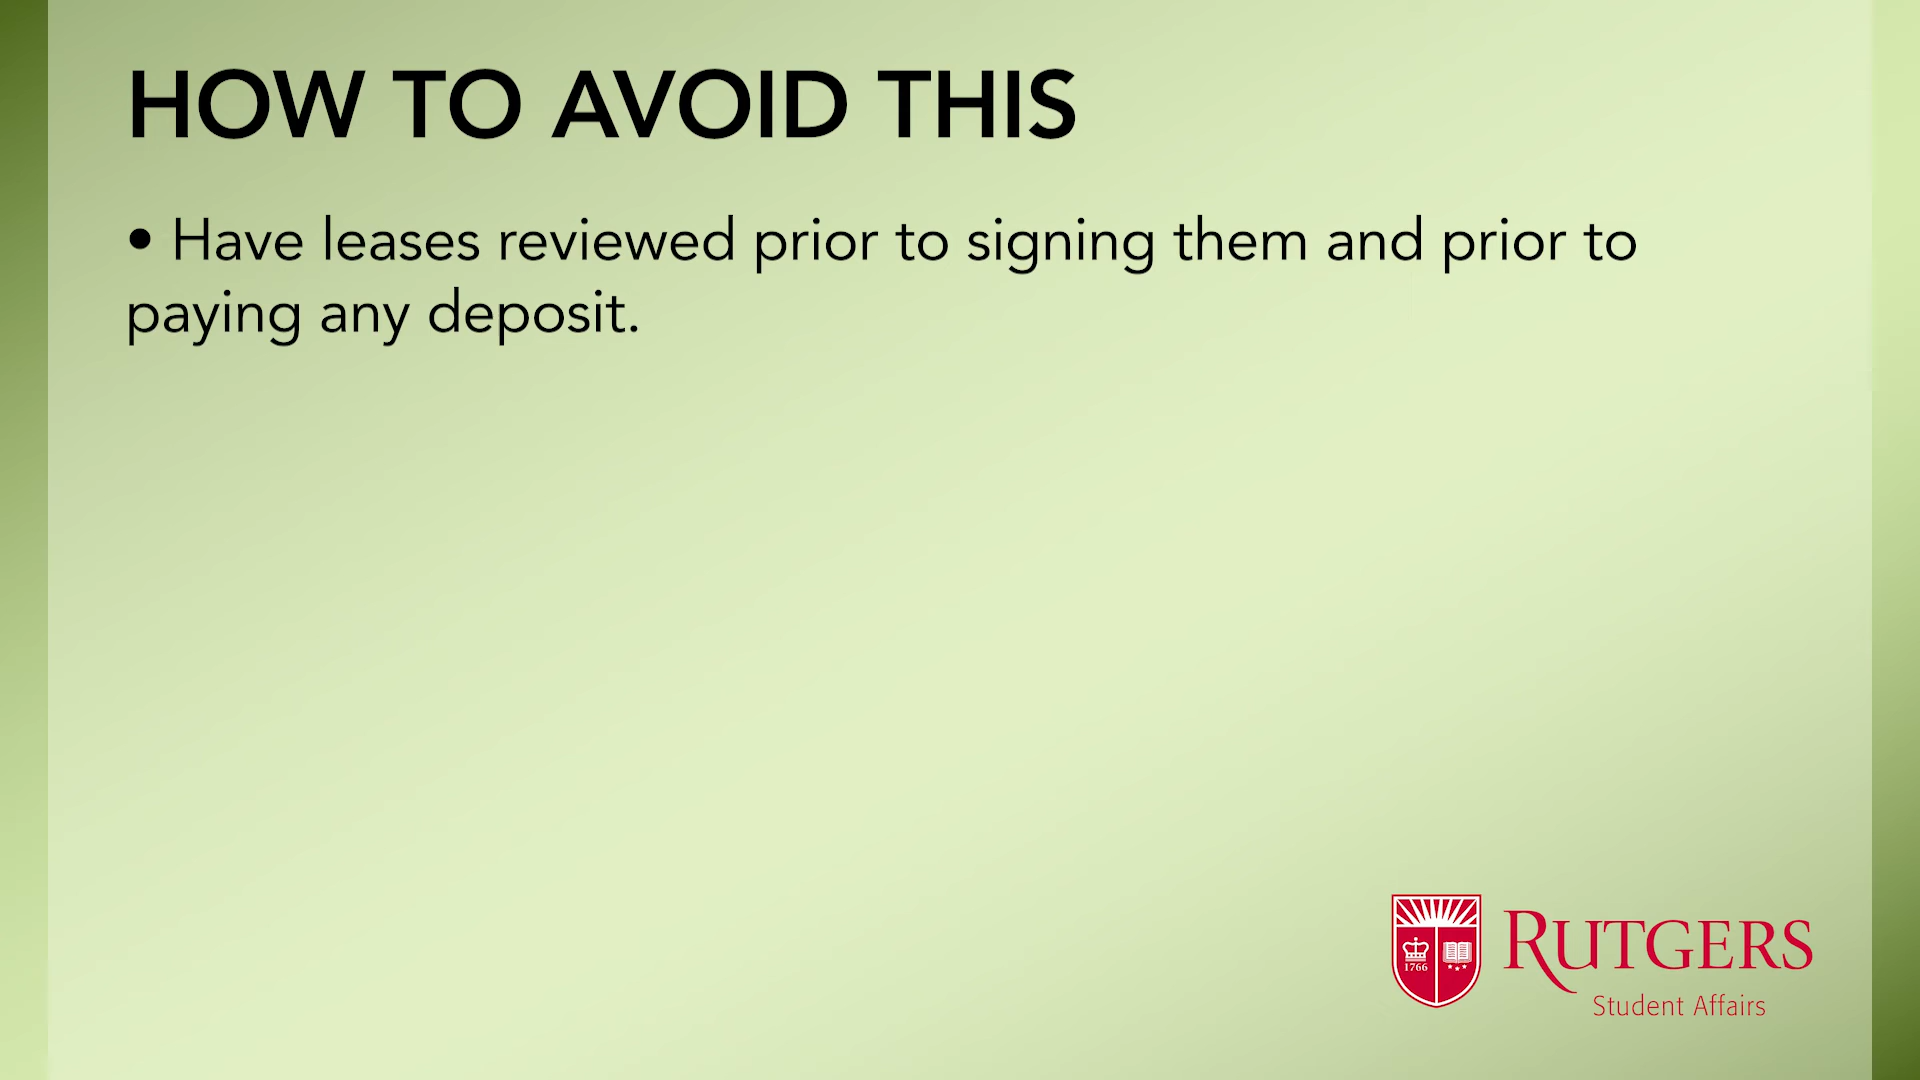 HOW TO AVOID THIS
• Have leases reviewed prior to signing them and prior to
paying any deposit.
1766
RUTGERS
Student Affairs